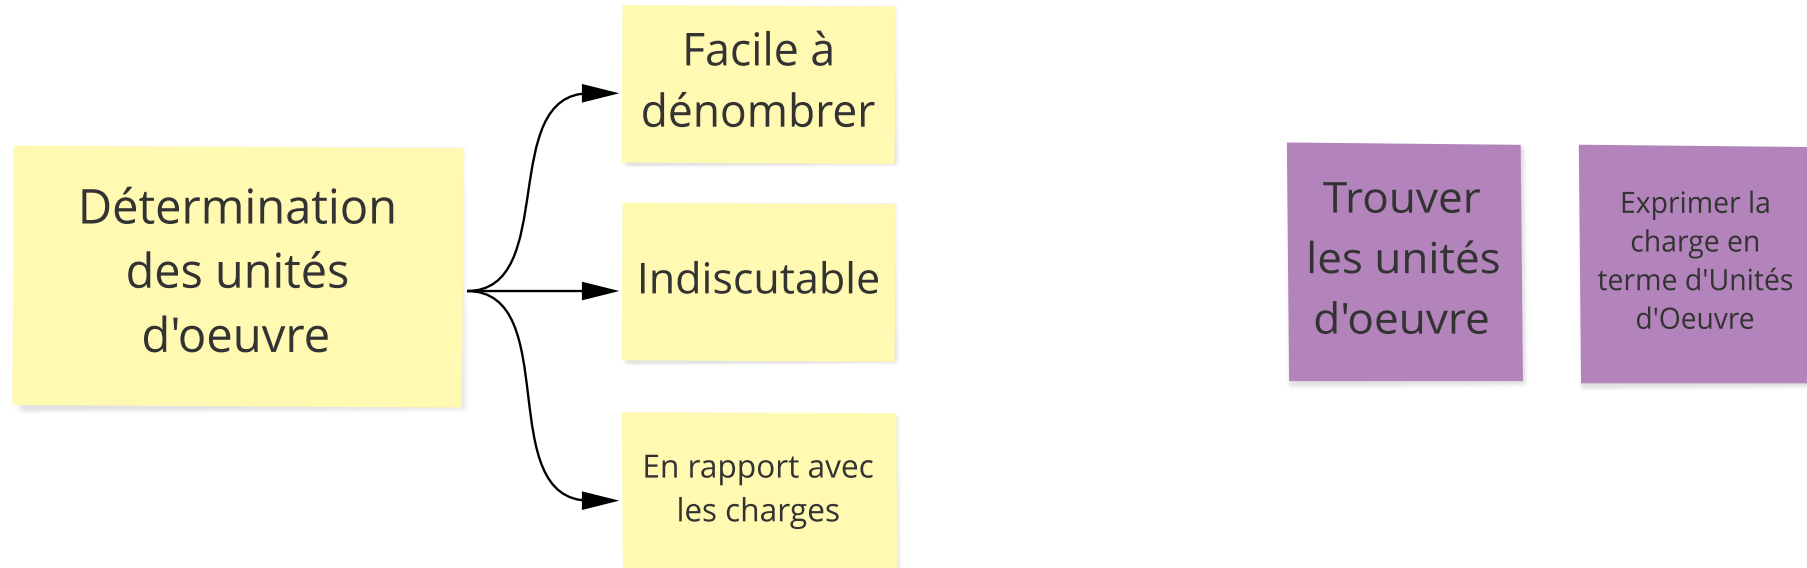 Détermination
des unités
d'oeuvre
Facile à
dénombrer
Indiscutable
En rapport avec
les charges
Trouver
les unités
d'oeuvre
Exprimer la
charge en
terme d'Unités
d'Oeuvre